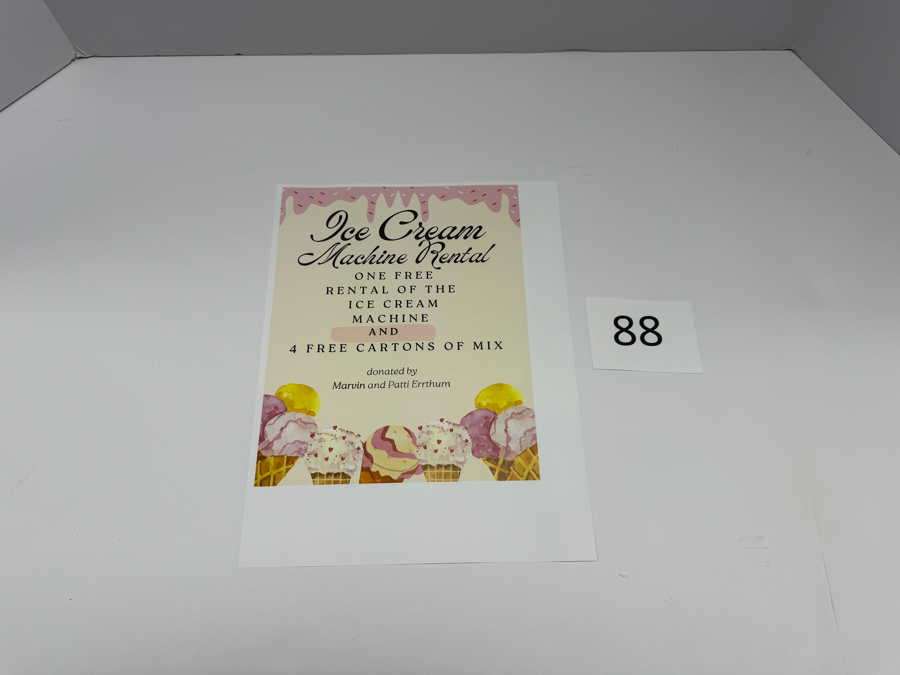 Ice Cream
Machine Rental
ONE FREE
RENTAL OF THE
ICE CREAM
MACHINE
AND
4 FREE CARTONS OF MIX
donated by
Marvin and Patti Errthum
88